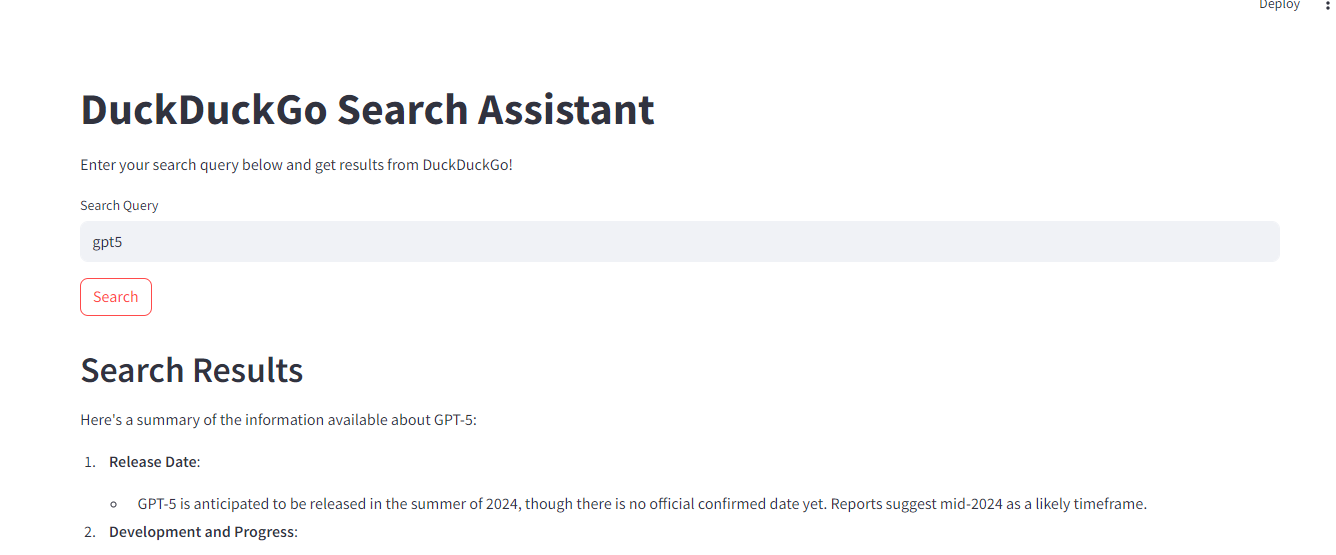 Deploy
DuckDuckGo Search Assistant
Enter your search query below and get results from DuckDuckGo!
Search Query
gpt5
Search
Search Results
Here's a summary of the information available about GPT-5:
1. Release Date:
GPT-5 is anticipated to be released in the summer of 2024, though there is no official confirmed date yet. Reports suggest mid-2024 as a likely timeframe.
2. Development and Progress: